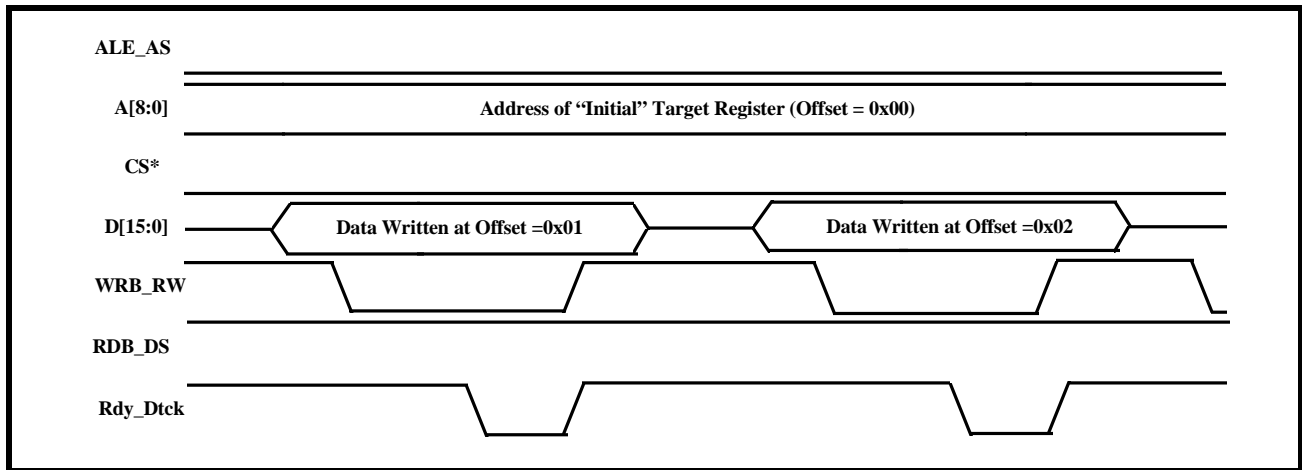 ALE_AS
A[8:0]
Address of “Initial” Target Register (Offset = 0x00)
CS*
D[15:0]
Data Written at Offset =0x01
Data Written at Offset =0x02
WRB_RW
RDB_DS
Rdy_Dtck